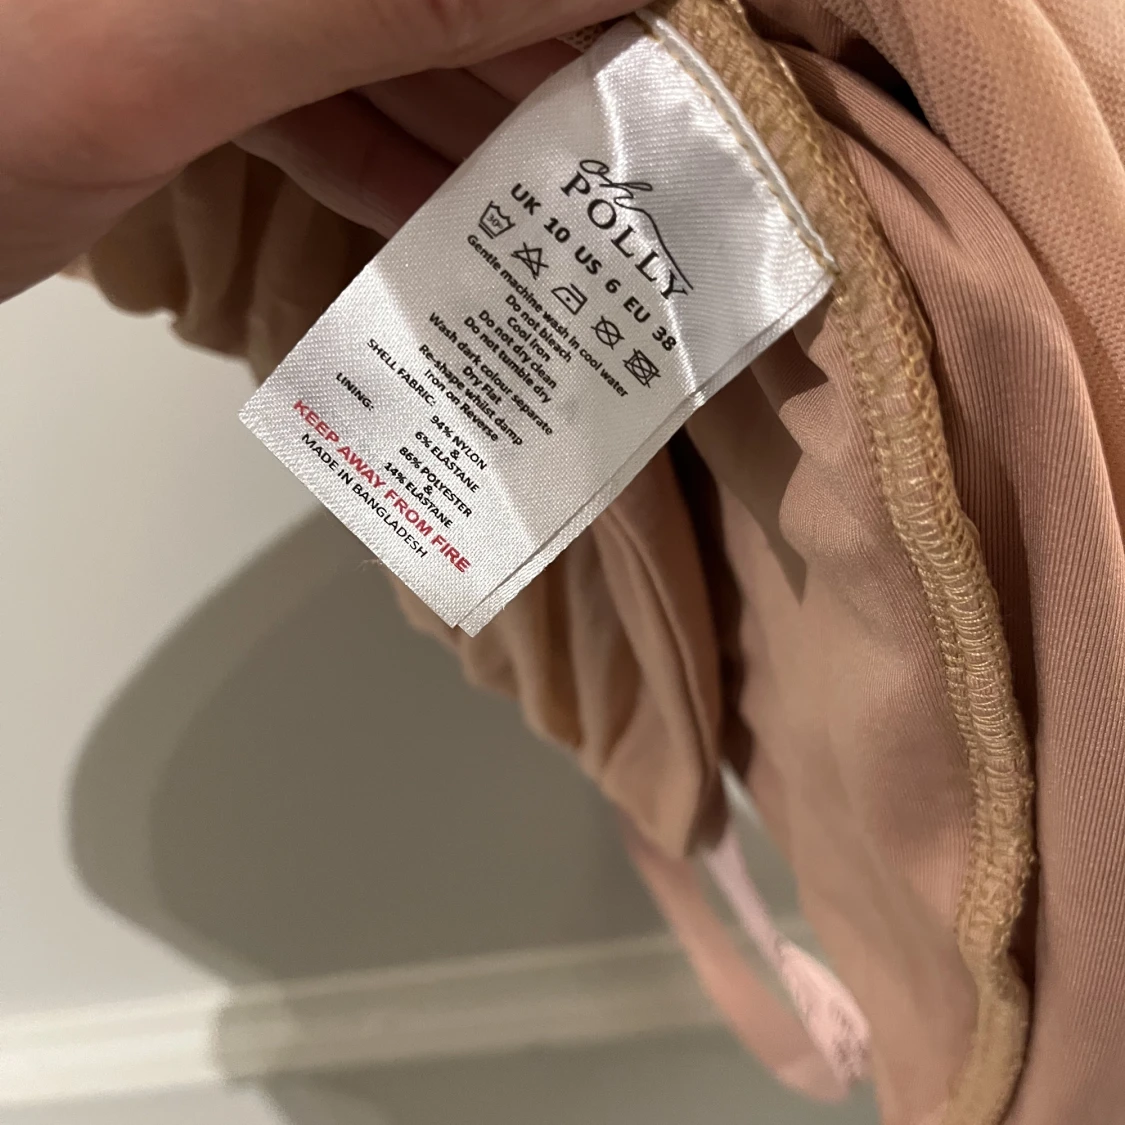 oh
POLLY
UK 10 US 6 EU 38
30°
Gentle machine wash in cool water
Do not bleach
Cool Iron
Do not dry clean
Do not tumble dry
Wash dark colour separate
Dry Flat
Re-shape whilst damp
Iron on Reverse
SHELL FABRIC: 94% NYLON
&
6% ELASTANE
LINING: 86% POLYESTER
&
14% ELASTANE
KEEP AWAY FROM FIRE
MADE IN BANGLADESH